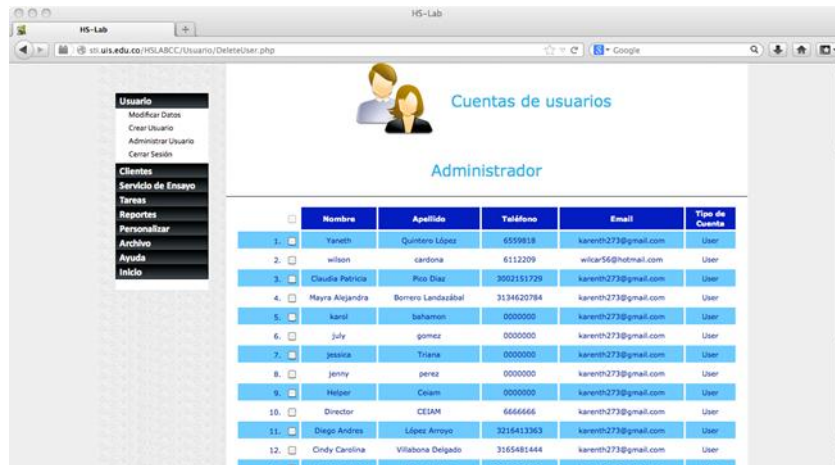 HS-Lab
HS-Lab
sti.uis.edu.co/HSLABCC/Usuario/DeleteUser.php
Google
Usuario
Modificar Datos
Crear Usuario
Administrar Usuario
Cerrar Sesión
Clientes
Servicio de Ensayo
Tareas
Reportes
Personalizar
Archivo
Ayuda
Inicio
Cuentas de usuarios
Administrador
Nombre Apellido Teléfono Email Tipo de Cuenta
1. Yaneth Quintero López 6559818 karenth273@gmail.com User
2. wilson cardona 6112209 wilcar56@hotmail.com User
3. Claudia Patricia Pico Diaz 3002151729 karenth273@gmail.com User
4. Mayra Alejandra Borrero Landazábal 3134620784 karenth273@gmail.com User
5. karol bahamon 0000000 karenth273@gmail.com User
6. july gomez 0000000 karenth273@gmail.com User
7. jessica Triana 0000000 karenth273@gmail.com User
8. jenny perez 0000000 karenth273@gmail.com User
9. Helper Ceiam 0000000 karenth273@gmail.com User
10. Director CEIAM 6666666 karenth273@gmail.com User
11. Diego Andres López Arroyo 3216413363 karenth273@gmail.com User
12. Cindy Carolina Villabona Delgado 3165481444 karenth273@gmail.com User